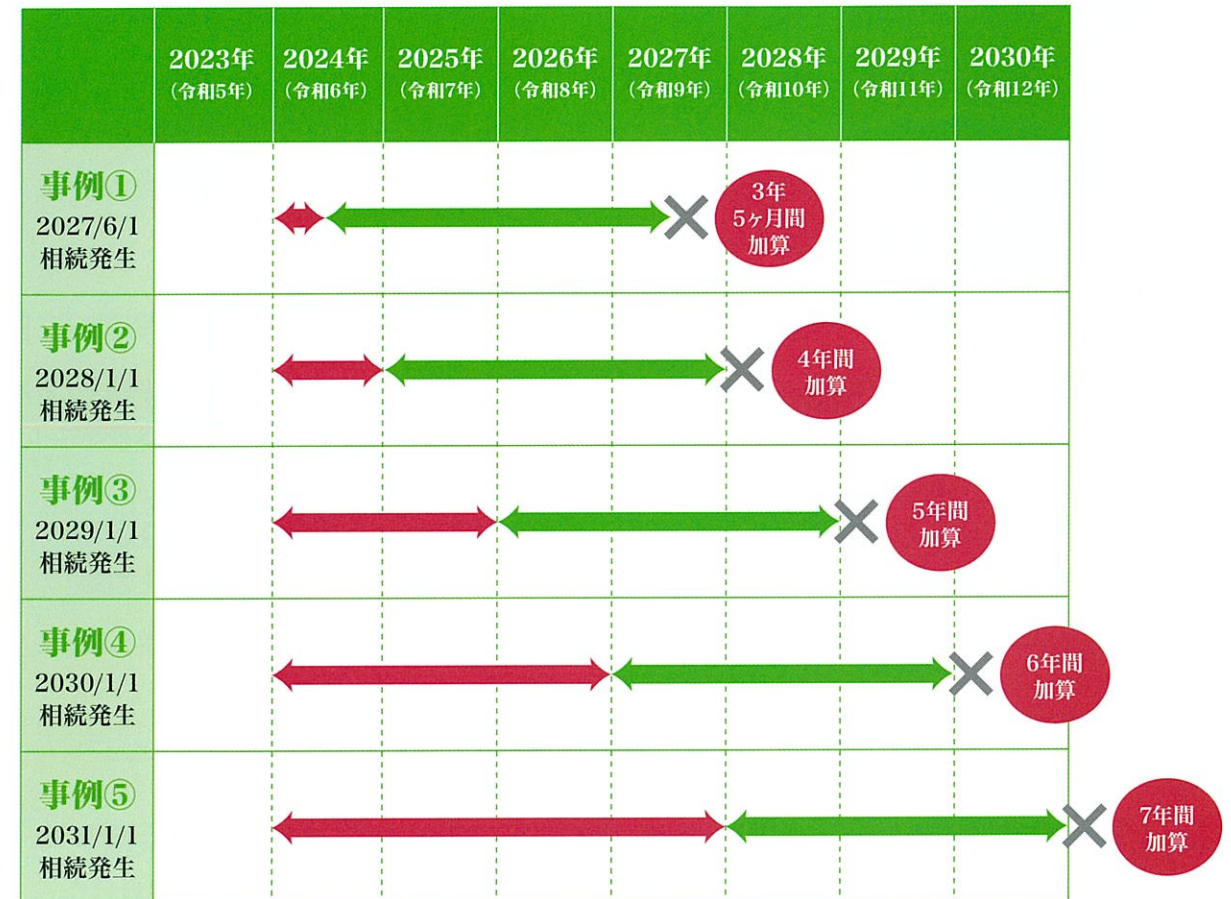 2023年 2024年 2025年 2026年 2027年 2028年 2029年 2030年
(令和5年) (令和6年) (令和7年) (令和8年) (令和9年) (令和10年) (令和11年) (令和12年)
事例①
2027/6/1
相続発生
3年
5ヶ月間
加算
事例②
2028/1/1
相続発生
4年間
加算
事例③
2029/1/1
相続発生
5年間
加算
事例④
2030/1/1
相続発生
6年間
加算
事例⑤
2031/1/1
相続発生
7年間
加算